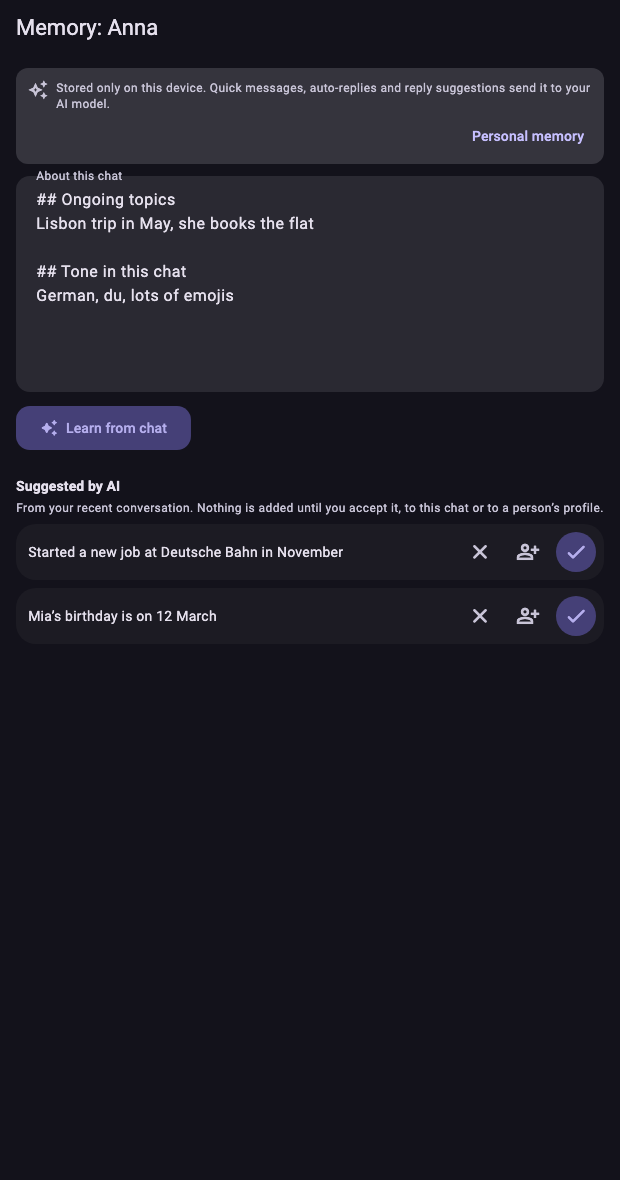 Memory: Anna
Stored only on this device. Quick messages, auto-replies and reply suggestions send it to your
AI model.
Personal memory
About this chat
## Ongoing topics
Lisbon trip in May, she books the flat
## Tone in this chat
German, du, lots of emojis
Learn from chat
Suggested by AI
From your recent conversation. Nothing is added until you accept it, to this chat or to a person’s profile.
Started a new job at Deutsche Bahn in November
Mia’s birthday is on 12 March